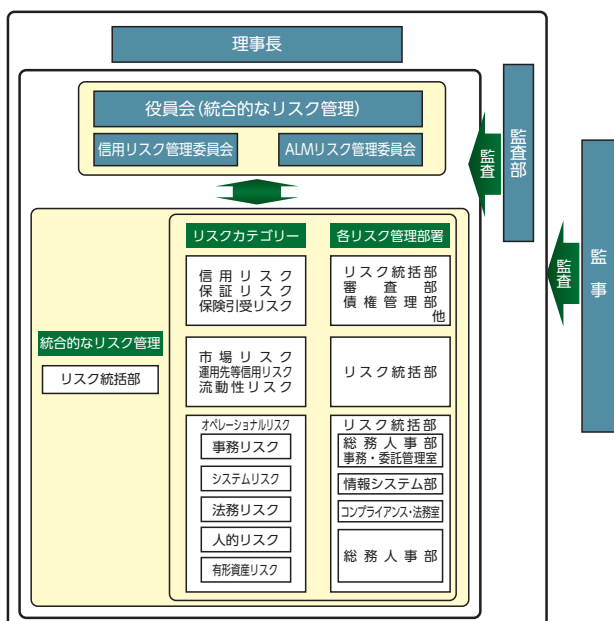 理事長
役員会(統合的なリスク管理)
信用リスク管理委員会
ALMリスク管理委員会
監査
監査部
監査
監事
リスクカテゴリー
各リスク管理部署
信用リスク
保証リスク
保険引受リスク
リスク統括部
審査部
債権管理部
他
統合的なリスク管理
リスク統括部
市場リスク
運用先等信用リスク
流動性リスク
リスク統括部
オペレーショナルリスク
事務リスク
システムリスク
法務リスク
人的リスク
有形資産リスク
リスク統括部
総務人事部
事務・委託管理室
情報システム部
コンプライアンス・法務室
総務人事部